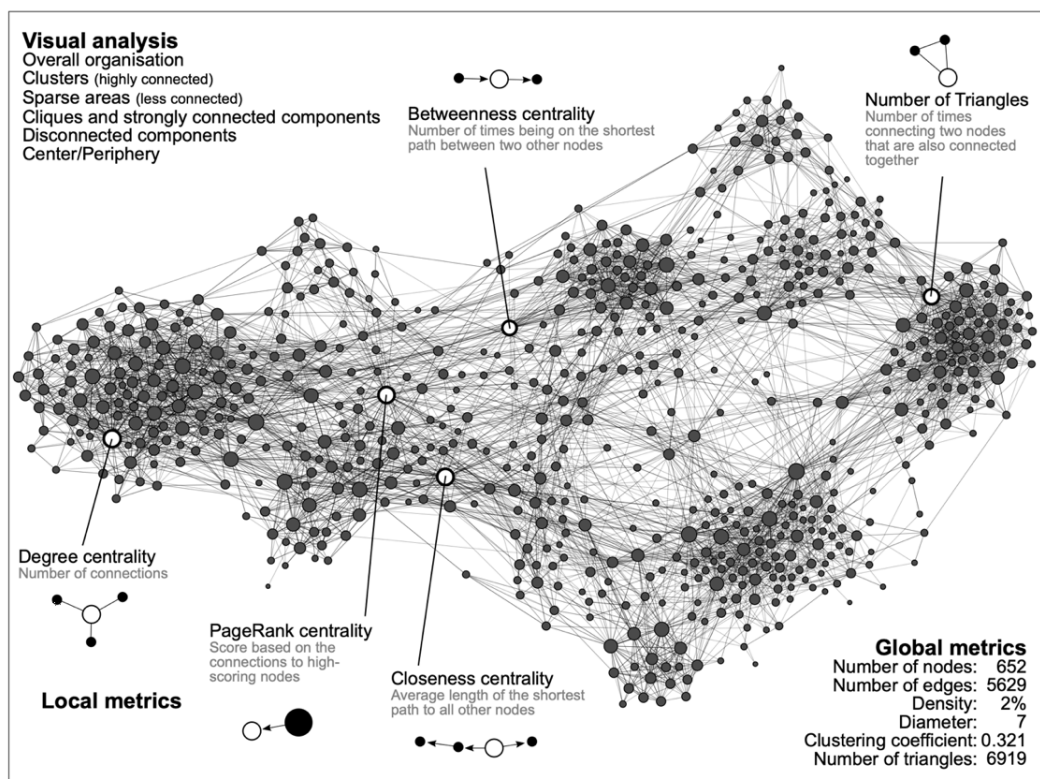 Visual analysis
Overall organisation
Clusters (highly connected)
Sparse areas (less connected)
Cliques and strongly connected components
Disconnected components
Center/Periphery
Betweenness centrality
Number of times being on the shortest
path between two other nodes
Number of Triangles
Number of times
connecting two nodes
that are also connected
together
Degree centrality
Number of connections
PageRank centrality
Score based on the
connections to high-
scoring nodes
Closeness centrality
Average length of the shortest
path to all other nodes
Local metrics
Global metrics
Number of nodes: 652
Number of edges: 5629
Density: 2%
Diameter: 7
Clustering coefficient: 0.321
Number of triangles: 6919